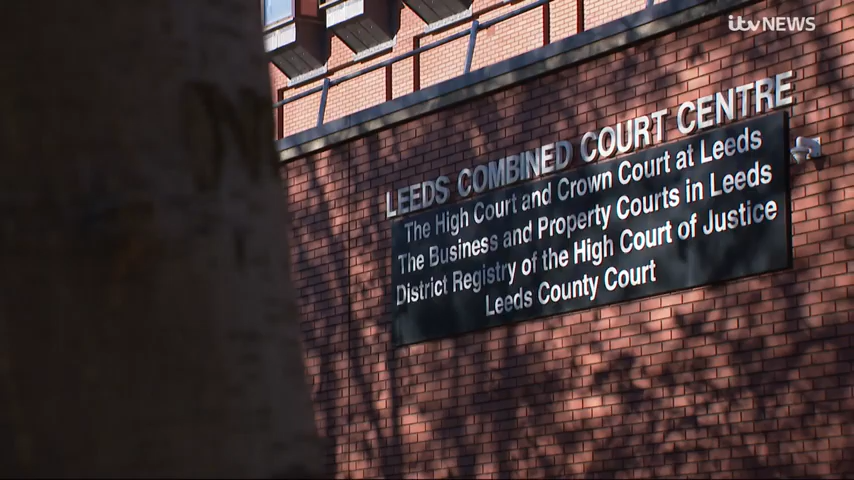 itv NEWS
LEEDS COMBINED COURT CENTRE
The High Court and Crown Court at Leeds
The Business and Property Courts in Leeds
District Registry of the High Court of Justice
Leeds County Court